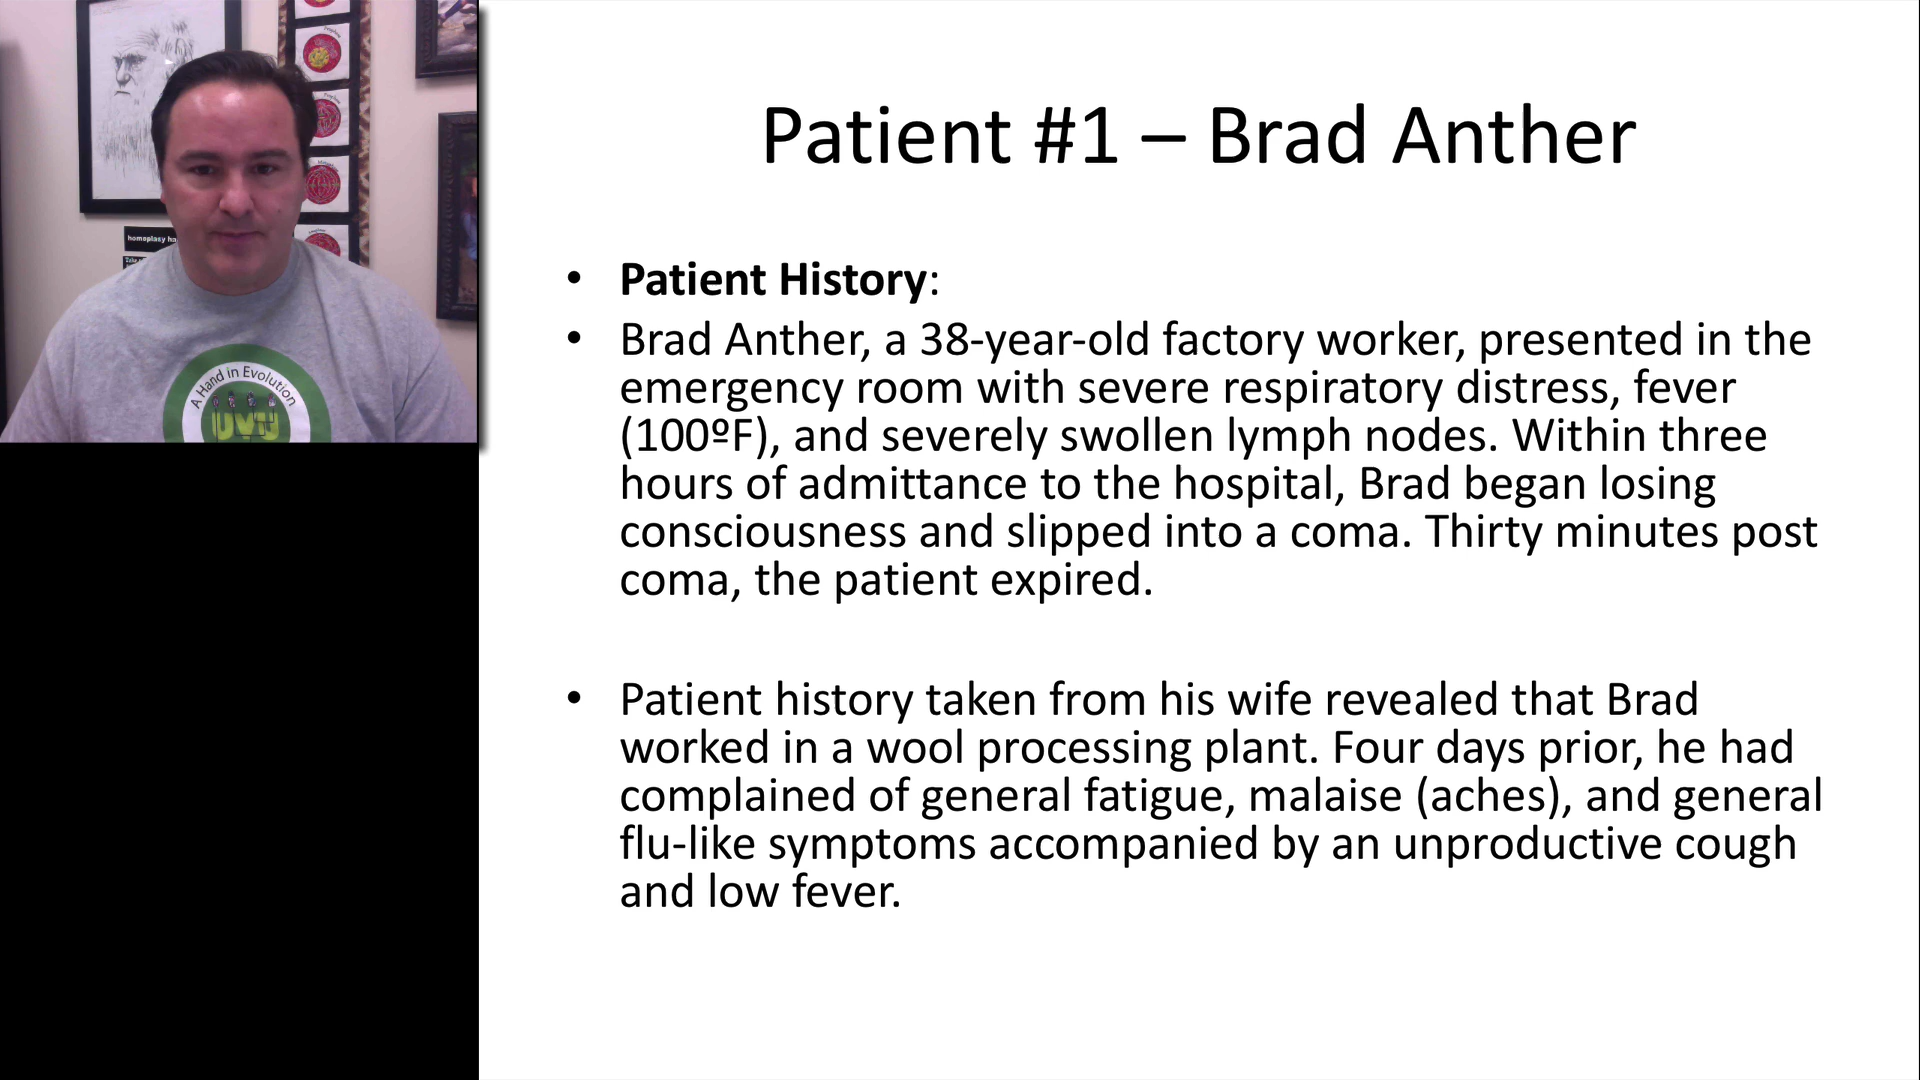 Patient #1 – Brad Anther
• Patient History:
• Brad Anther, a 38-year-old factory worker, presented in the
emergency room with severe respiratory distress, fever
(100ºF), and severely swollen lymph nodes. Within three
hours of admittance to the hospital, Brad began losing
consciousness and slipped into a coma. Thirty minutes post
coma, the patient expired.
• Patient history taken from his wife revealed that Brad
worked in a wool processing plant. Four days prior, he had
complained of general fatigue, malaise (aches), and general
flu-like symptoms accompanied by an unproductive cough
and low fever.
homoplasy
A Hand in Evolution
UVU